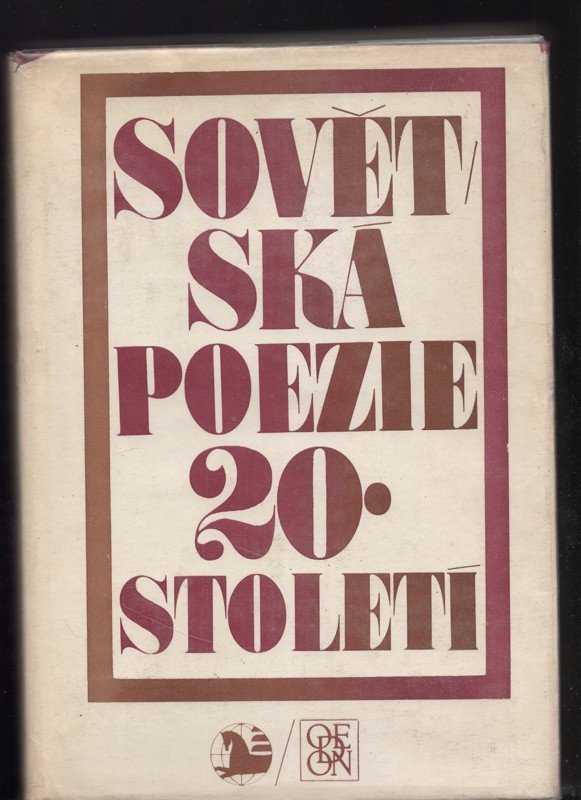 SOVĚT/
SKÁ
POEZIE
20.
STOLETÍ
ODEON